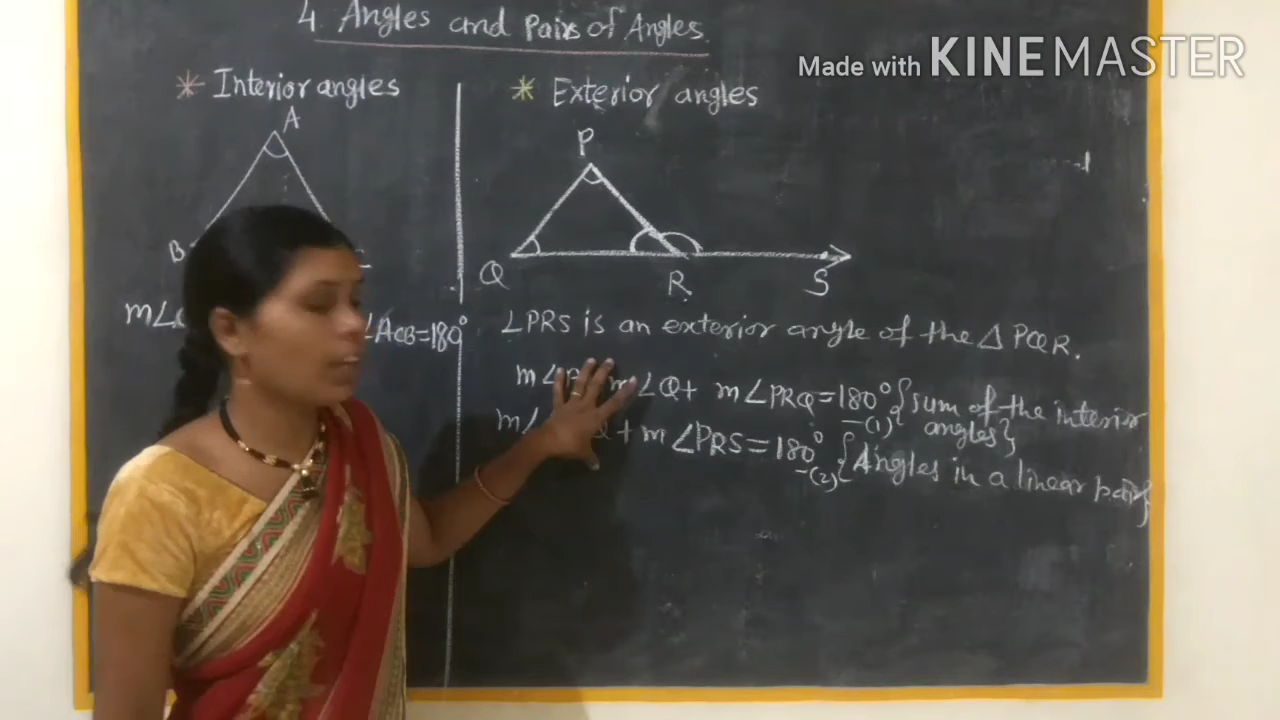 4. Angles and Pairs of Angles.
Made with KINEMASTER
* Interior angles
A
B
m∠
∠ACB=180°
* Exterior angles
P
Q R S
∠PRS is an exterior angle of the △ PQR.
m∠ m∠Q+ m∠PRQ=180° {sum of the interior
—(1) angles}
m∠ Q+m∠PRS=180° {Angles in a linear pair}
—(2)